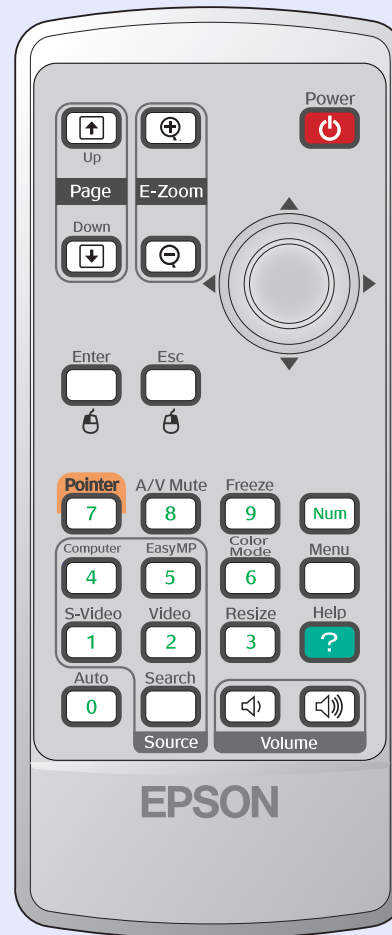 Power
Up
Page E-Zoom
Down
Enter Esc
Pointer A/V Mute Freeze
7 8 9 Num
Computer EasyMP Color Mode Menu
4 5 6
S-Video Video Resize Help
1 2 3 ?
Auto Search
0
Source Volume
EPSON